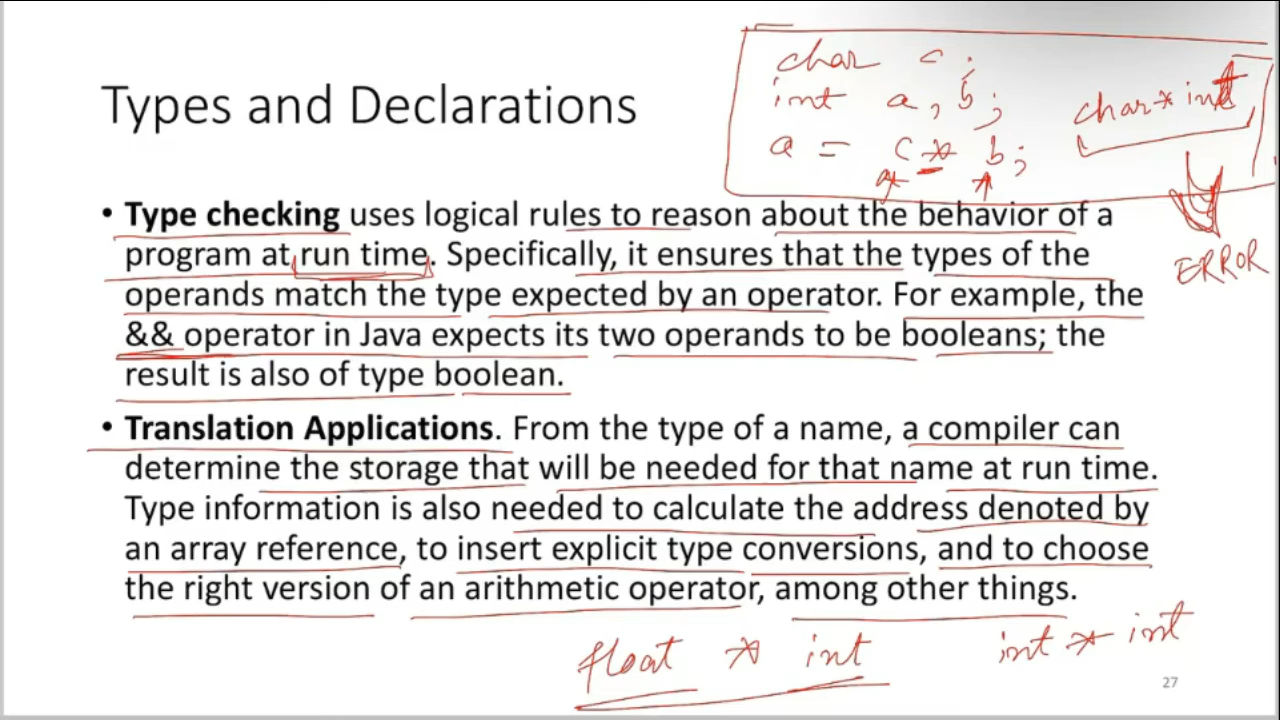 char c;
int a, b;
a = c * b;
char * int
ERROR
Types and Declarations
• Type checking uses logical rules to reason about the behavior of a
program at run time. Specifically, it ensures that the types of the
operands match the type expected by an operator. For example, the
&& operator in Java expects its two operands to be booleans; the
result is also of type boolean.
• Translation Applications. From the type of a name, a compiler can
determine the storage that will be needed for that name at run time.
Type information is also needed to calculate the address denoted by
an array reference, to insert explicit type conversions, and to choose
the right version of an arithmetic operator, among other things.
float * int
int * int
27